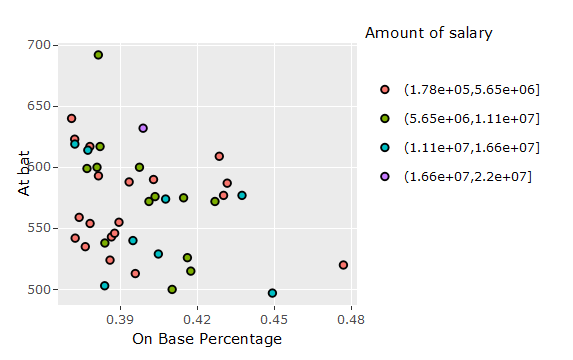 Amount of salary
(1.78e+05,5.65e+06]
(5.65e+06,1.11e+07]
(1.11e+07,1.66e+07]
(1.66e+07,2.2e+07]
At bat
700
650
600
550
500
0.39
0.42
0.45
0.48
On Base Percentage